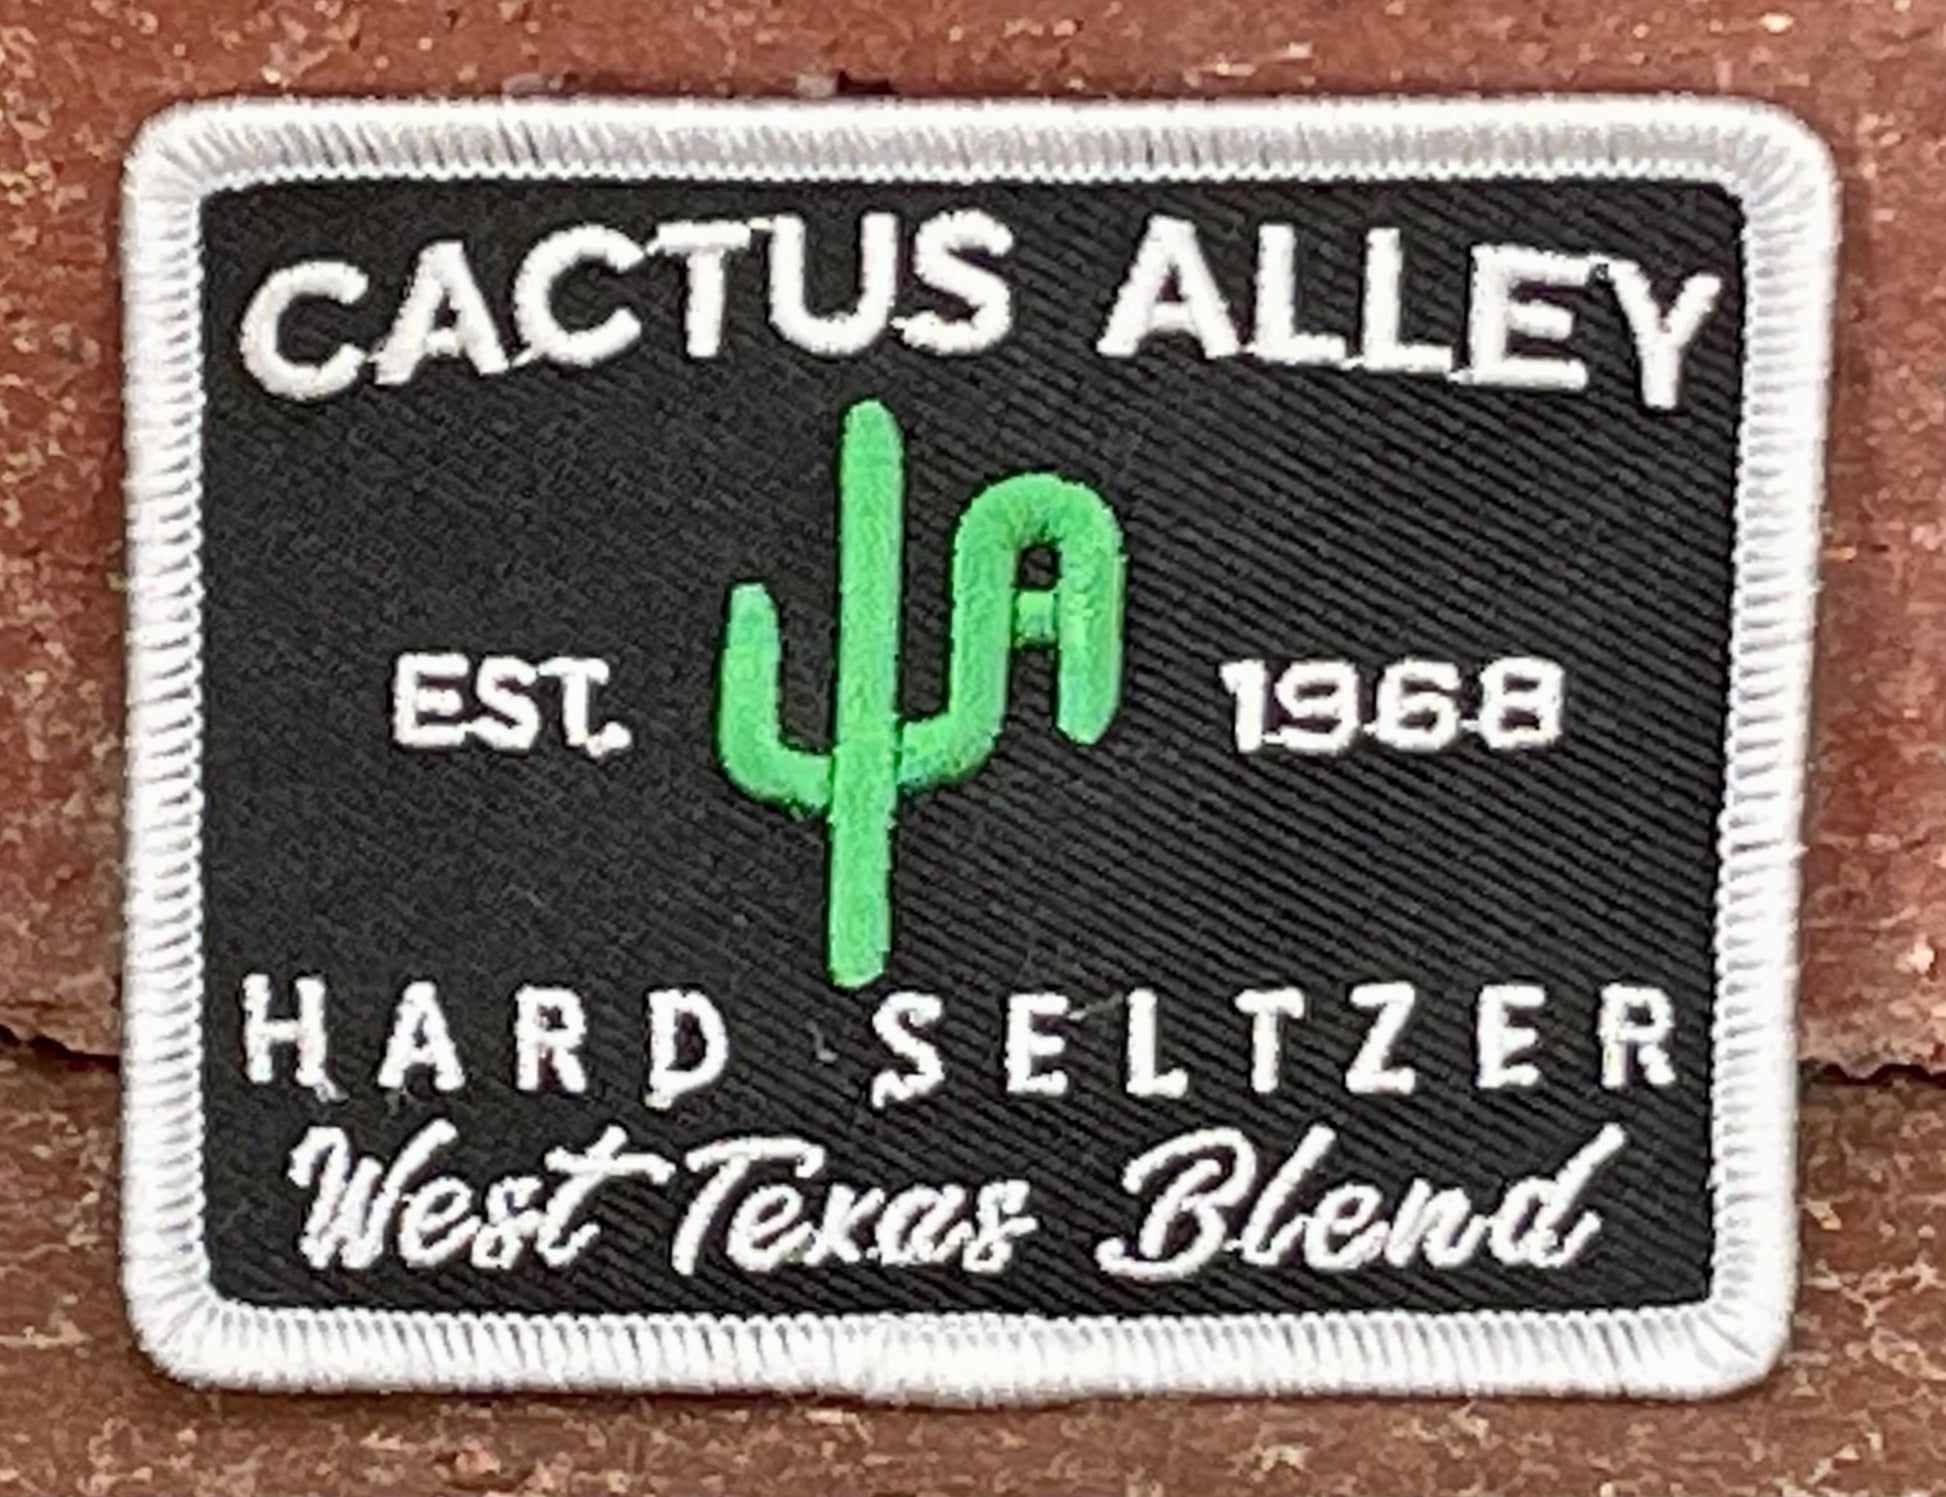 CACTUS ALLEY
EST. 1968
HARD SELTZER
West Texas Blend